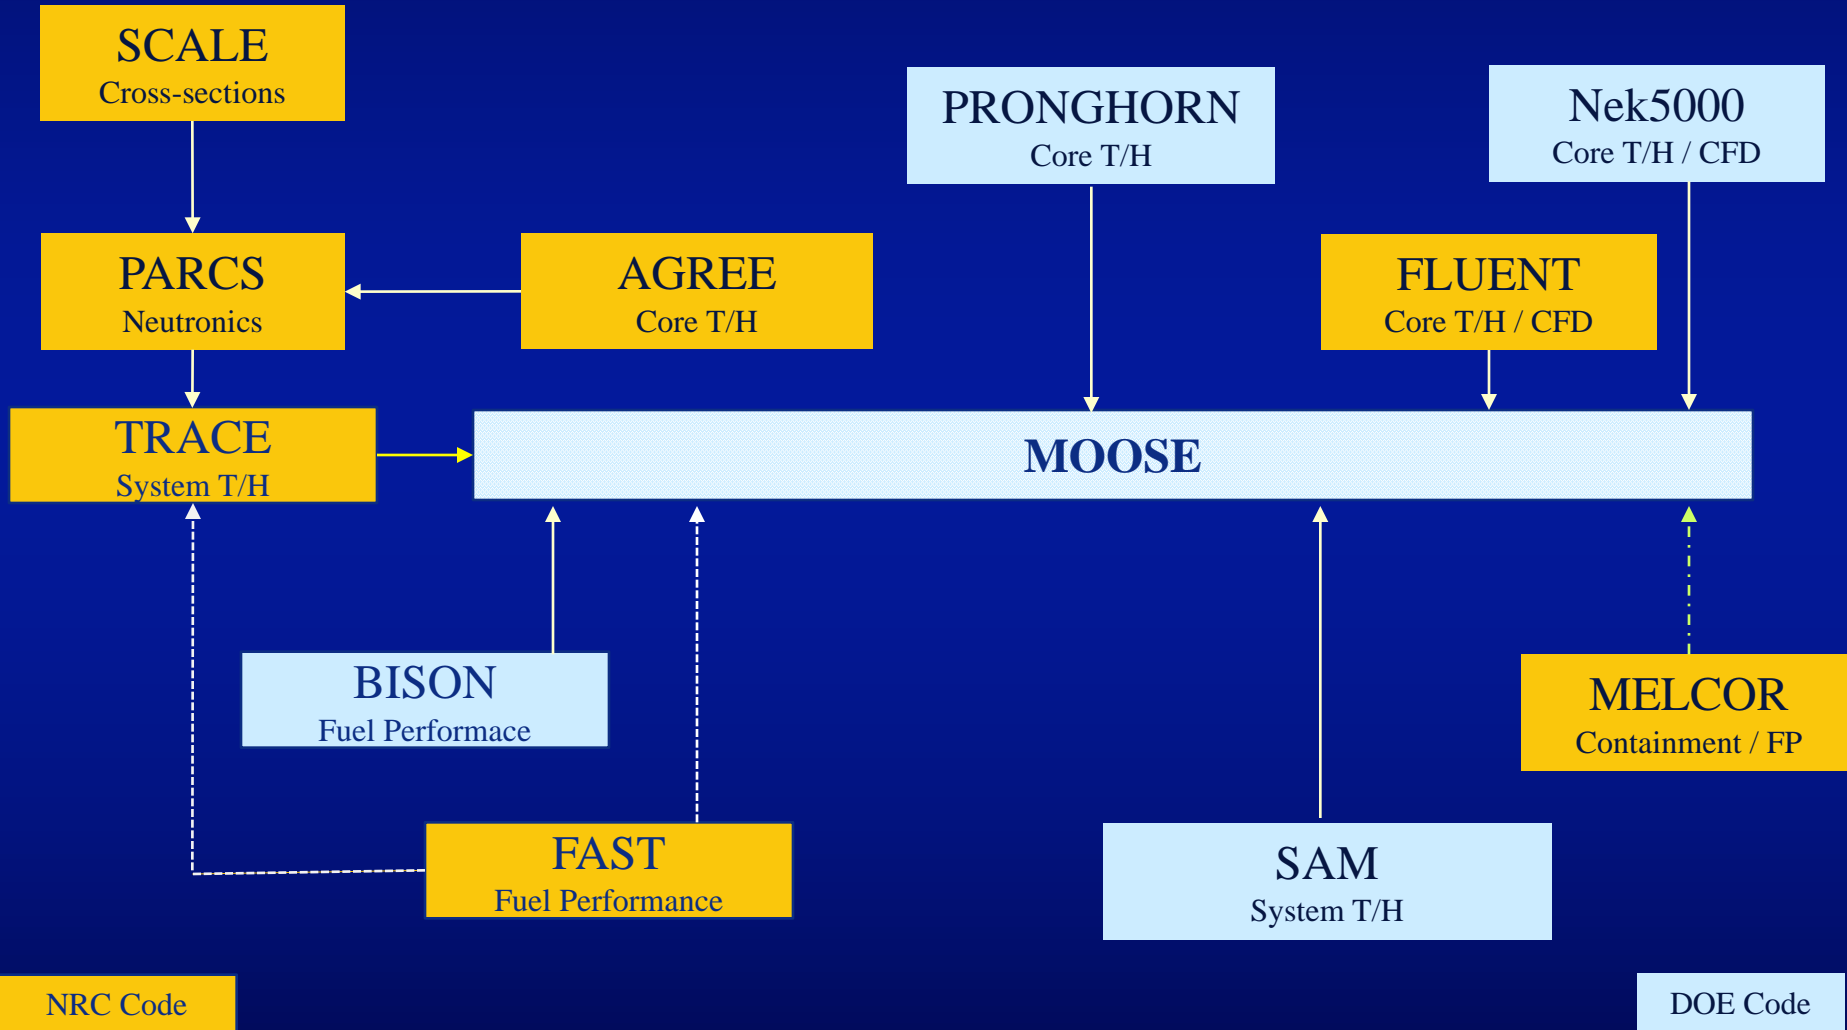 SCALE
Cross-sections
PRONGHORN
Core T/H
Nek5000
Core T/H / CFD
PARCS
Neutronics
AGREE
Core T/H
FLUENT
Core T/H / CFD
TRACE
System T/H
MOOSE
BISON
Fuel Performace
MELCOR
Containment / FP
FAST
Fuel Performance
SAM
System T/H
NRC Code
DOE Code